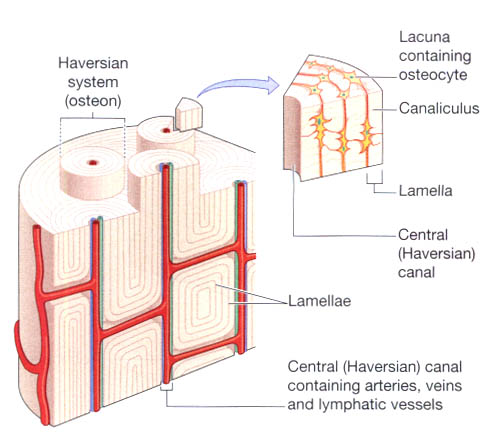 Haversian
system
(osteon)
Lacuna
containing
osteocyte
Canaliculus
Lamella
Central
(Haversian)
canal
Lamellae
Central (Haversian) canal
containing arteries, veins
and lymphatic vessels